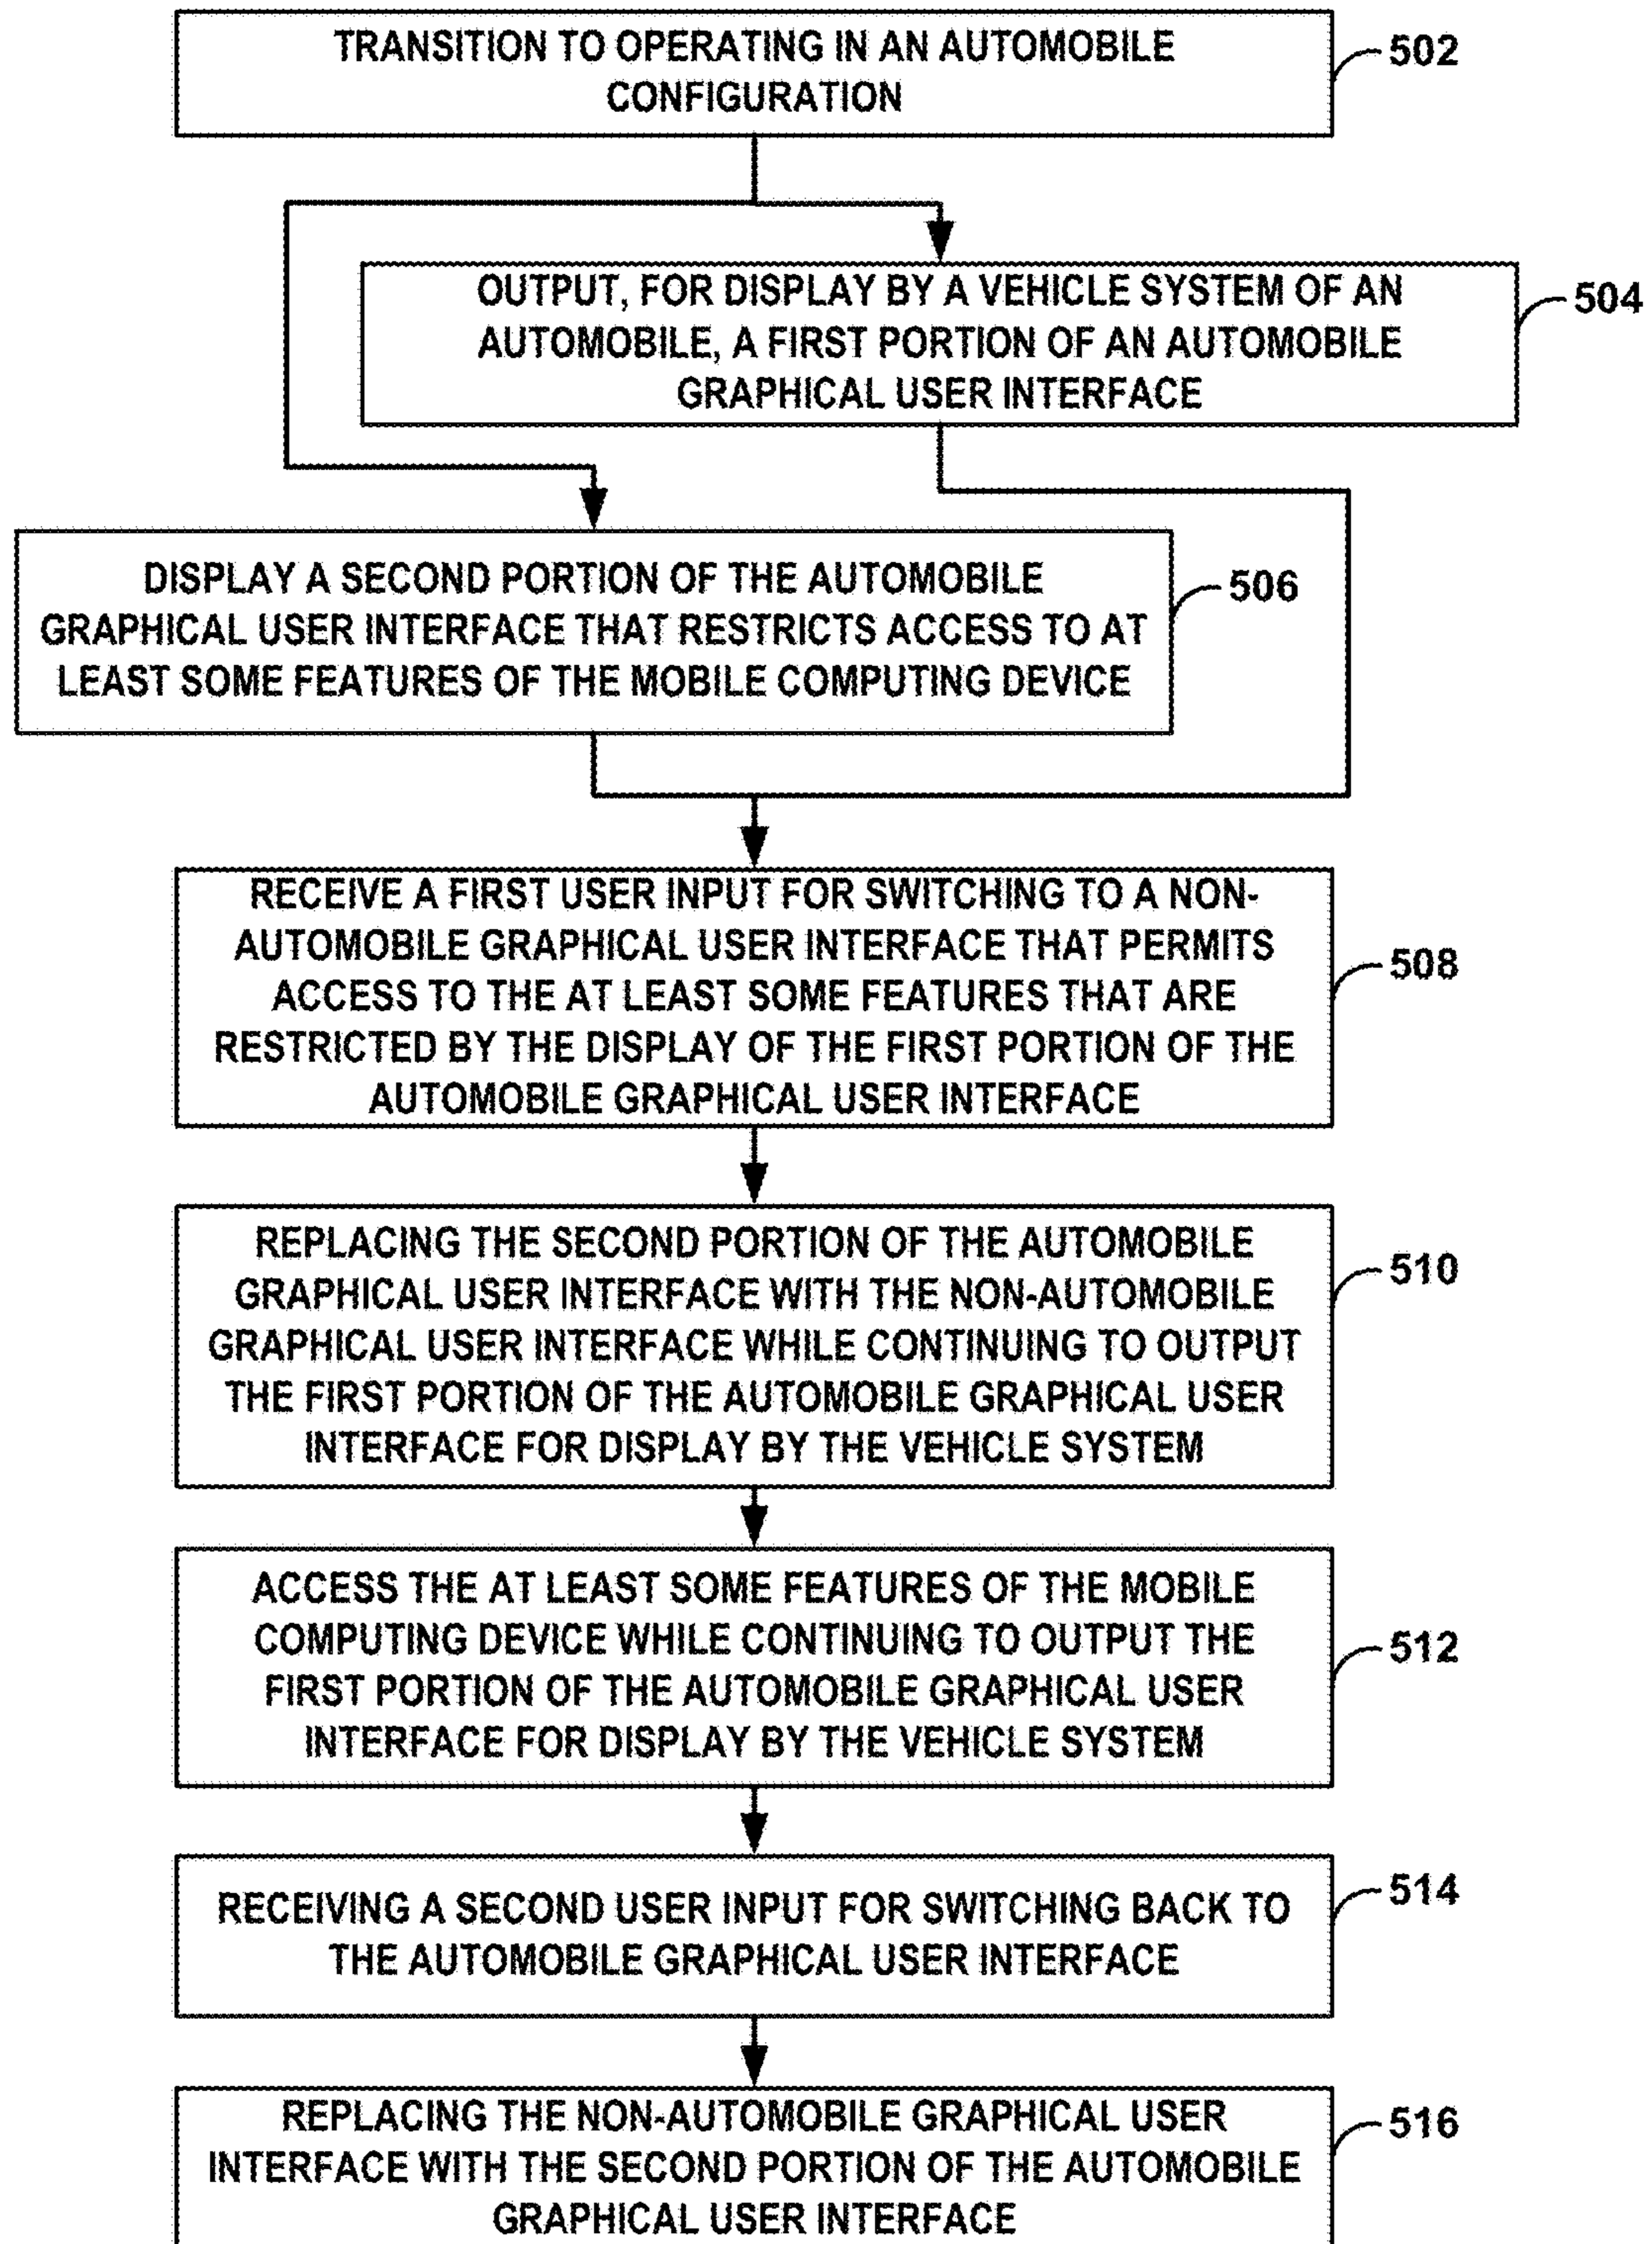 TRANSITION TO OPERATING IN AN AUTOMOBILE
CONFIGURATION
502
OUTPUT, FOR DISPLAY BY A VEHICLE SYSTEM OF AN
AUTOMOBILE, A FIRST PORTION OF AN AUTOMOBILE
GRAPHICAL USER INTERFACE
504
DISPLAY A SECOND PORTION OF THE AUTOMOBILE
GRAPHICAL USER INTERFACE THAT RESTRICTS ACCESS TO AT
LEAST SOME FEATURES OF THE MOBILE COMPUTING DEVICE
506
RECEIVE A FIRST USER INPUT FOR SWITCHING TO A NON-
AUTOMOBILE GRAPHICAL USER INTERFACE THAT PERMITS
ACCESS TO THE AT LEAST SOME FEATURES THAT ARE
RESTRICTED BY THE DISPLAY OF THE FIRST PORTION OF THE
AUTOMOBILE GRAPHICAL USER INTERFACE
508
REPLACING THE SECOND PORTION OF THE AUTOMOBILE
GRAPHICAL USER INTERFACE WITH THE NON-AUTOMOBILE
GRAPHICAL USER INTERFACE WHILE CONTINUING TO OUTPUT
THE FIRST PORTION OF THE AUTOMOBILE GRAPHICAL USER
INTERFACE FOR DISPLAY BY THE VEHICLE SYSTEM
510
ACCESS THE AT LEAST SOME FEATURES OF THE MOBILE
COMPUTING DEVICE WHILE CONTINUING TO OUTPUT THE
FIRST PORTION OF THE AUTOMOBILE GRAPHICAL USER
INTERFACE FOR DISPLAY BY THE VEHICLE SYSTEM
512
RECEIVING A SECOND USER INPUT FOR SWITCHING BACK TO
THE AUTOMOBILE GRAPHICAL USER INTERFACE
514
REPLACING THE NON-AUTOMOBILE GRAPHICAL USER
INTERFACE WITH THE SECOND PORTION OF THE AUTOMOBILE
GRAPHICAL USER INTERFACE
516